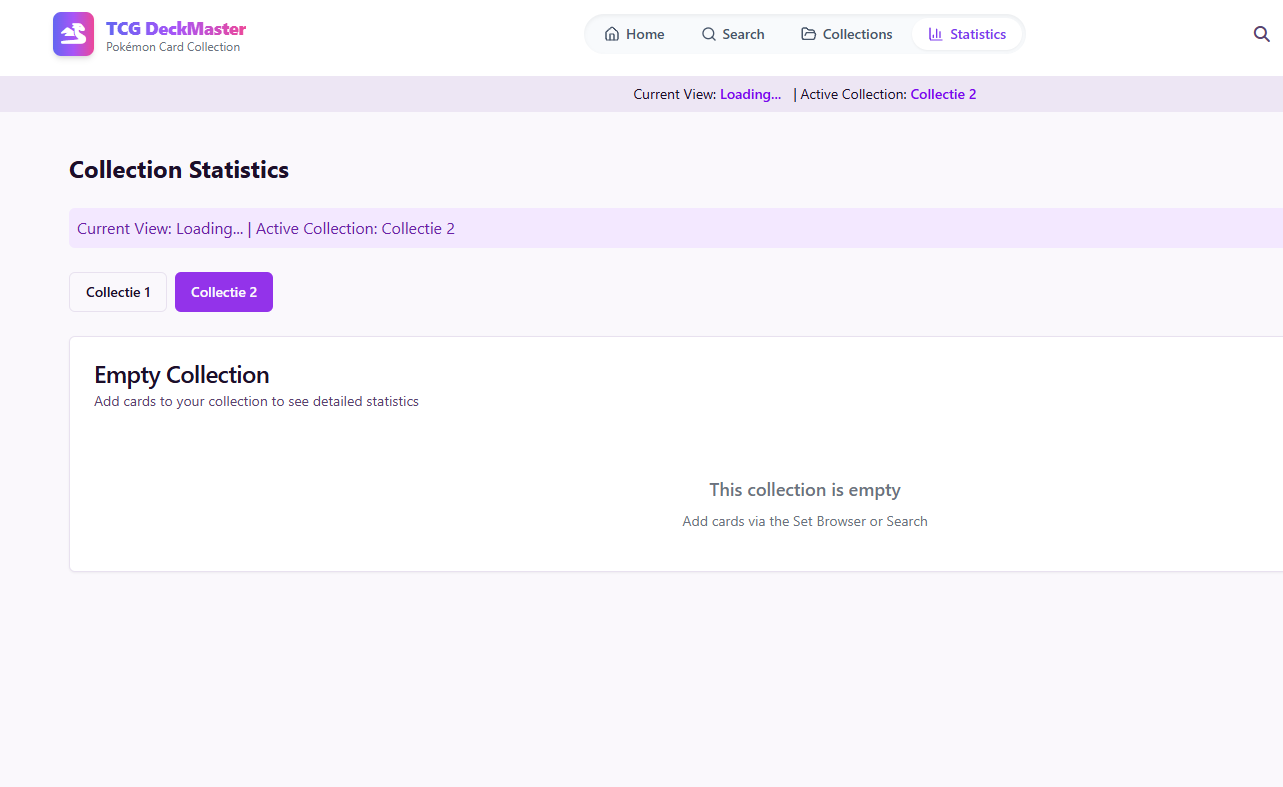 TCG DeckMaster
Pokémon Card Collection
Home
Search
Collections
Statistics
Current View: Loading... | Active Collection: Collectie 2
Collection Statistics
Current View: Loading... | Active Collection: Collectie 2
Collectie 1
Collectie 2
Empty Collection
Add cards to your collection to see detailed statistics
This collection is empty
Add cards via the Set Browser or Search